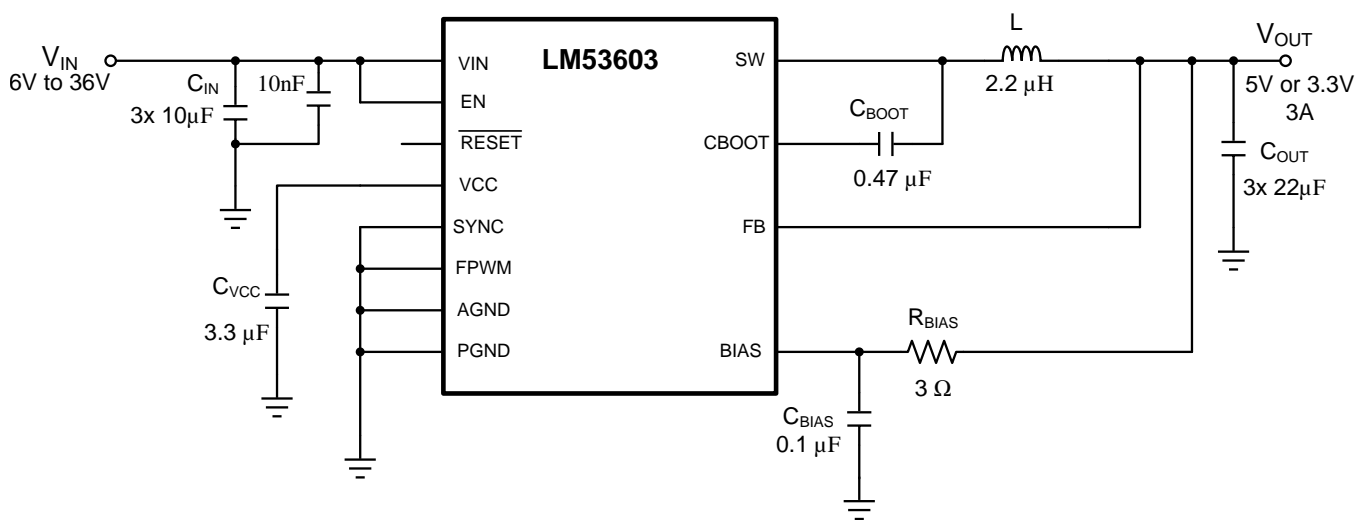 V_IN
6V to 36V
C_IN
3x 10µF
10nF
LM53603
VIN
EN
RESET
VCC
SYNC
FPWM
AGND
PGND
C_VCC
3.3 µF
SW
CBOOT
FB
BIAS
L
2.2 µH
C_BOOT
0.47 µF
R_BIAS
3 Ω
C_BIAS
0.1 µF
V_OUT
5V or 3.3V
3A
C_OUT
3x 22µF